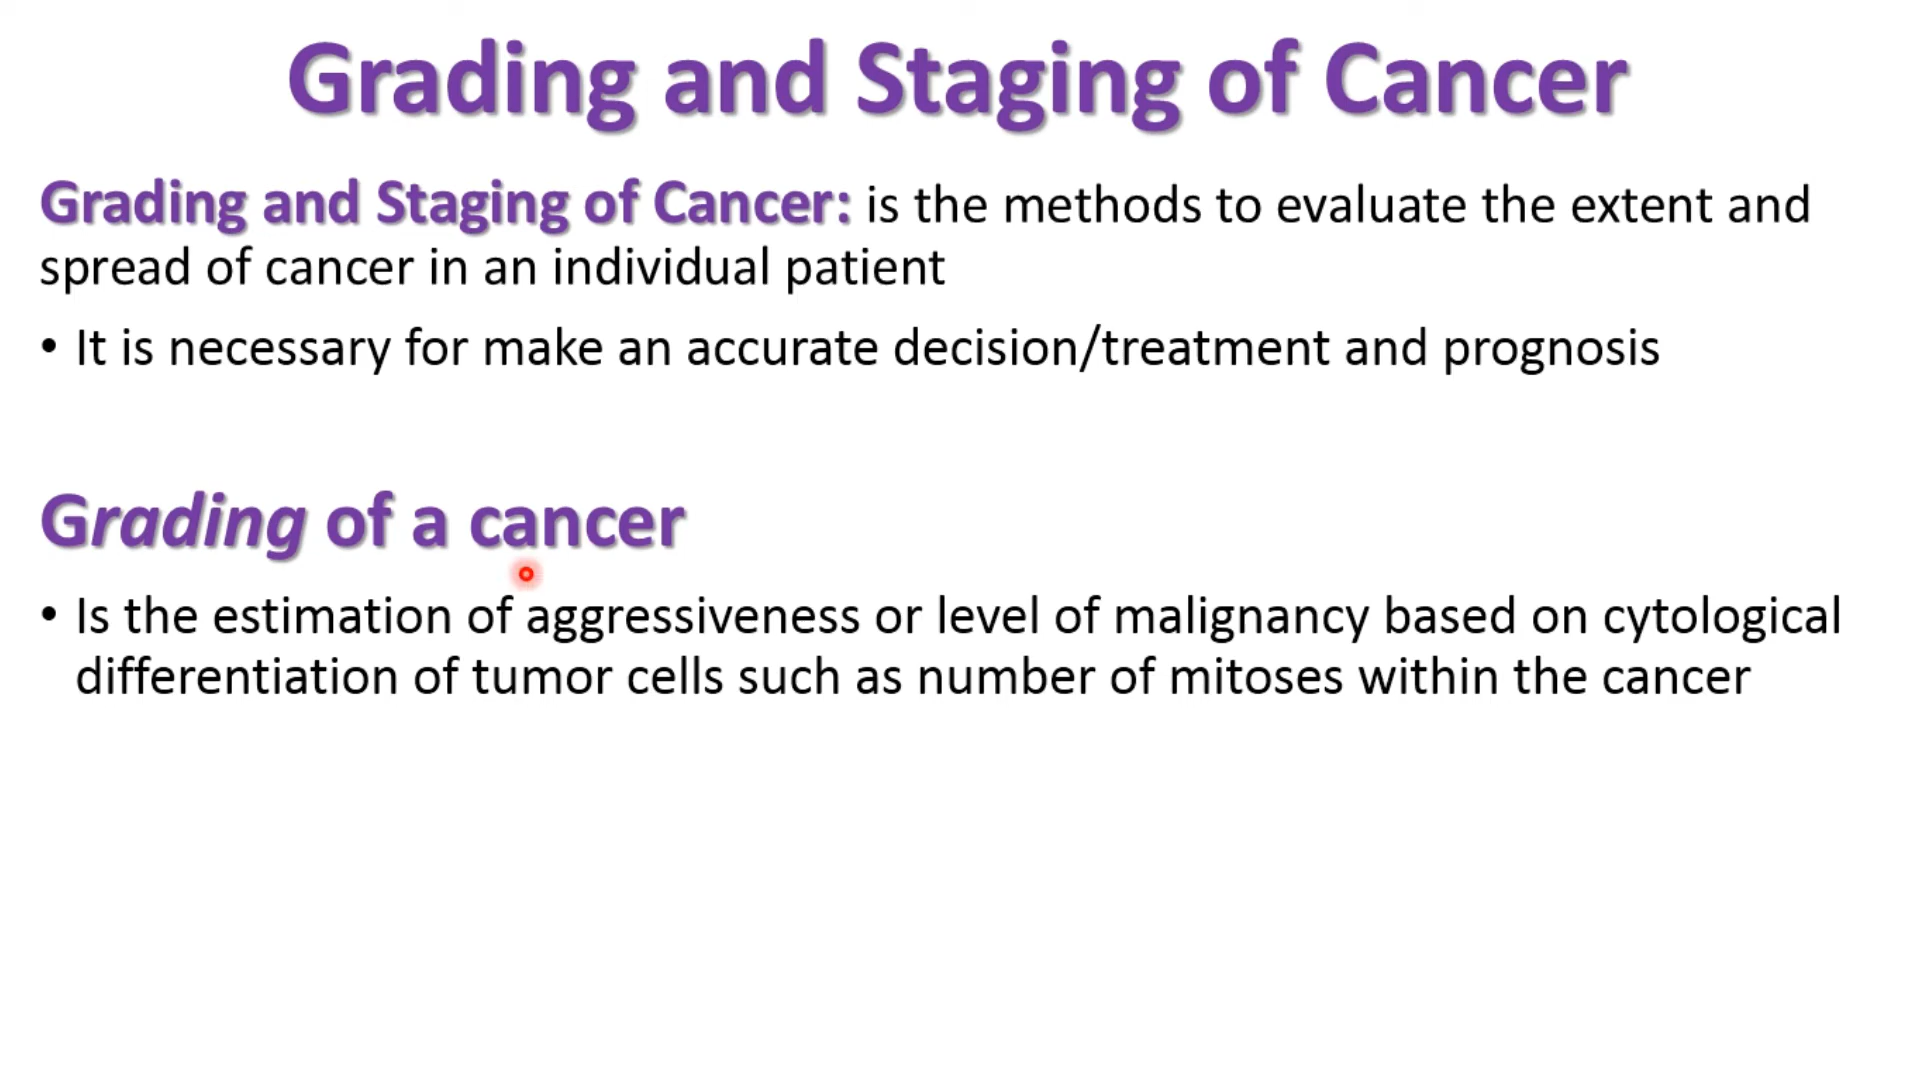 Grading and Staging of Cancer
Grading and Staging of Cancer: is the methods to evaluate the extent and
spread of cancer in an individual patient
• It is necessary for make an accurate decision/treatment and prognosis
Grading of a cancer
• Is the estimation of aggressiveness or level of malignancy based on cytological
differentiation of tumor cells such as number of mitoses within the cancer